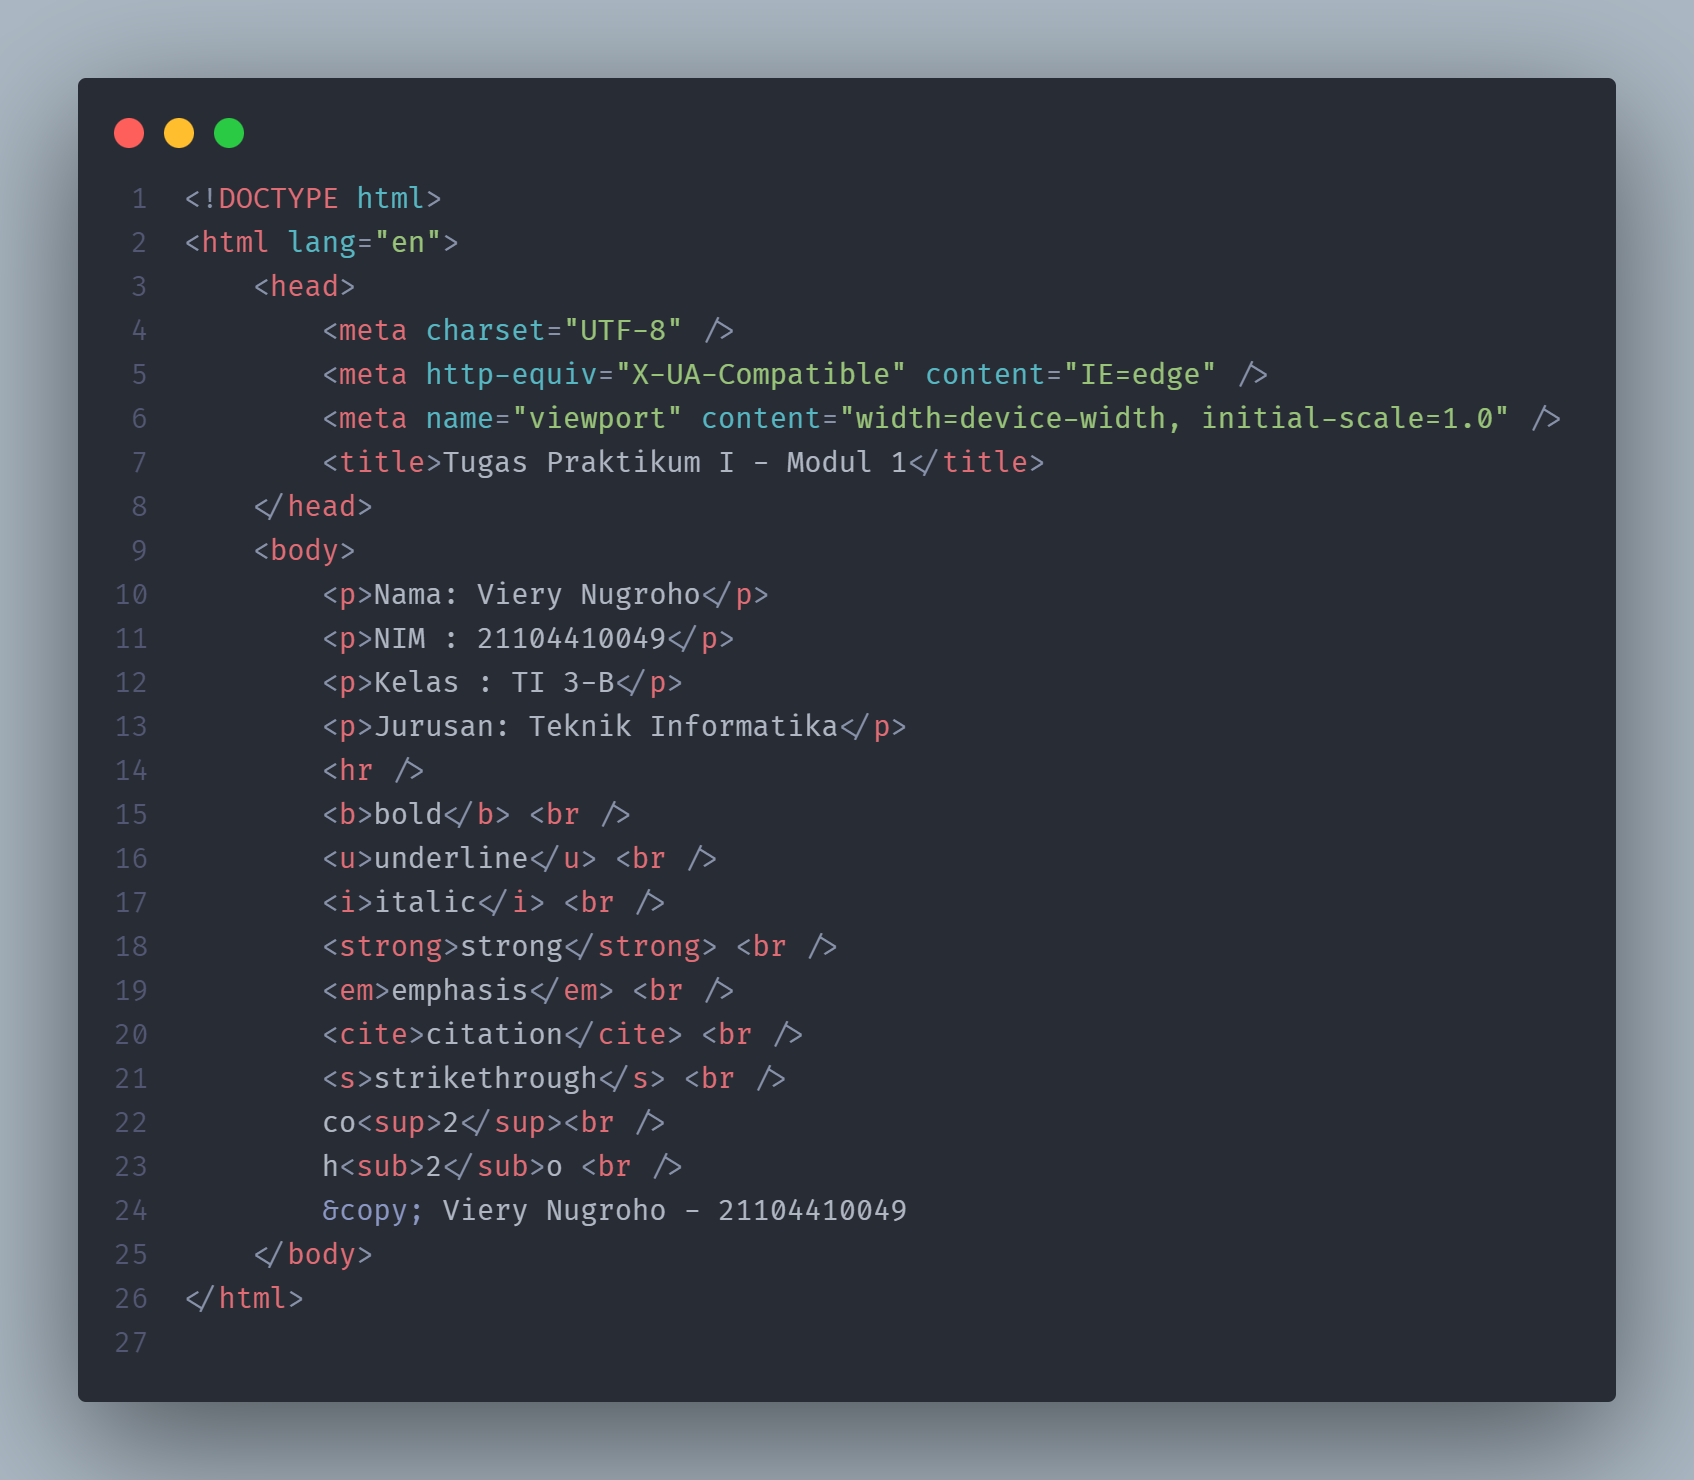 1 <!DOCTYPE html>
2 <html lang="en">
3     <head>
4         <meta charset="UTF-8" />
5         <meta http-equiv="X-UA-Compatible" content="IE=edge" />
6         <meta name="viewport" content="width=device-width, initial-scale=1.0" />
7         <title>Tugas Praktikum I - Modul 1</title>
8     </head>
9     <body>
10         <p>Nama: Viery Nugroho</p>
11         <p>NIM : 21104410049</p>
12         <p>Kelas : TI 3-B</p>
13         <p>Jurusan: Teknik Informatika</p>
14         <hr />
15         <b>bold</b> <br />
16         <u>underline</u> <br />
17         <i>italic</i> <br />
18         <strong>strong</strong> <br />
19         <em>emphasis</em> <br />
20         <cite>citation</cite> <br />
21         <s>strikethrough</s> <br />
22         co<sup>2</sup><br />
23         h<sub>2</sub>o <br />
24         &copy; Viery Nugroho - 21104410049
25     </body>
26 </html>
27